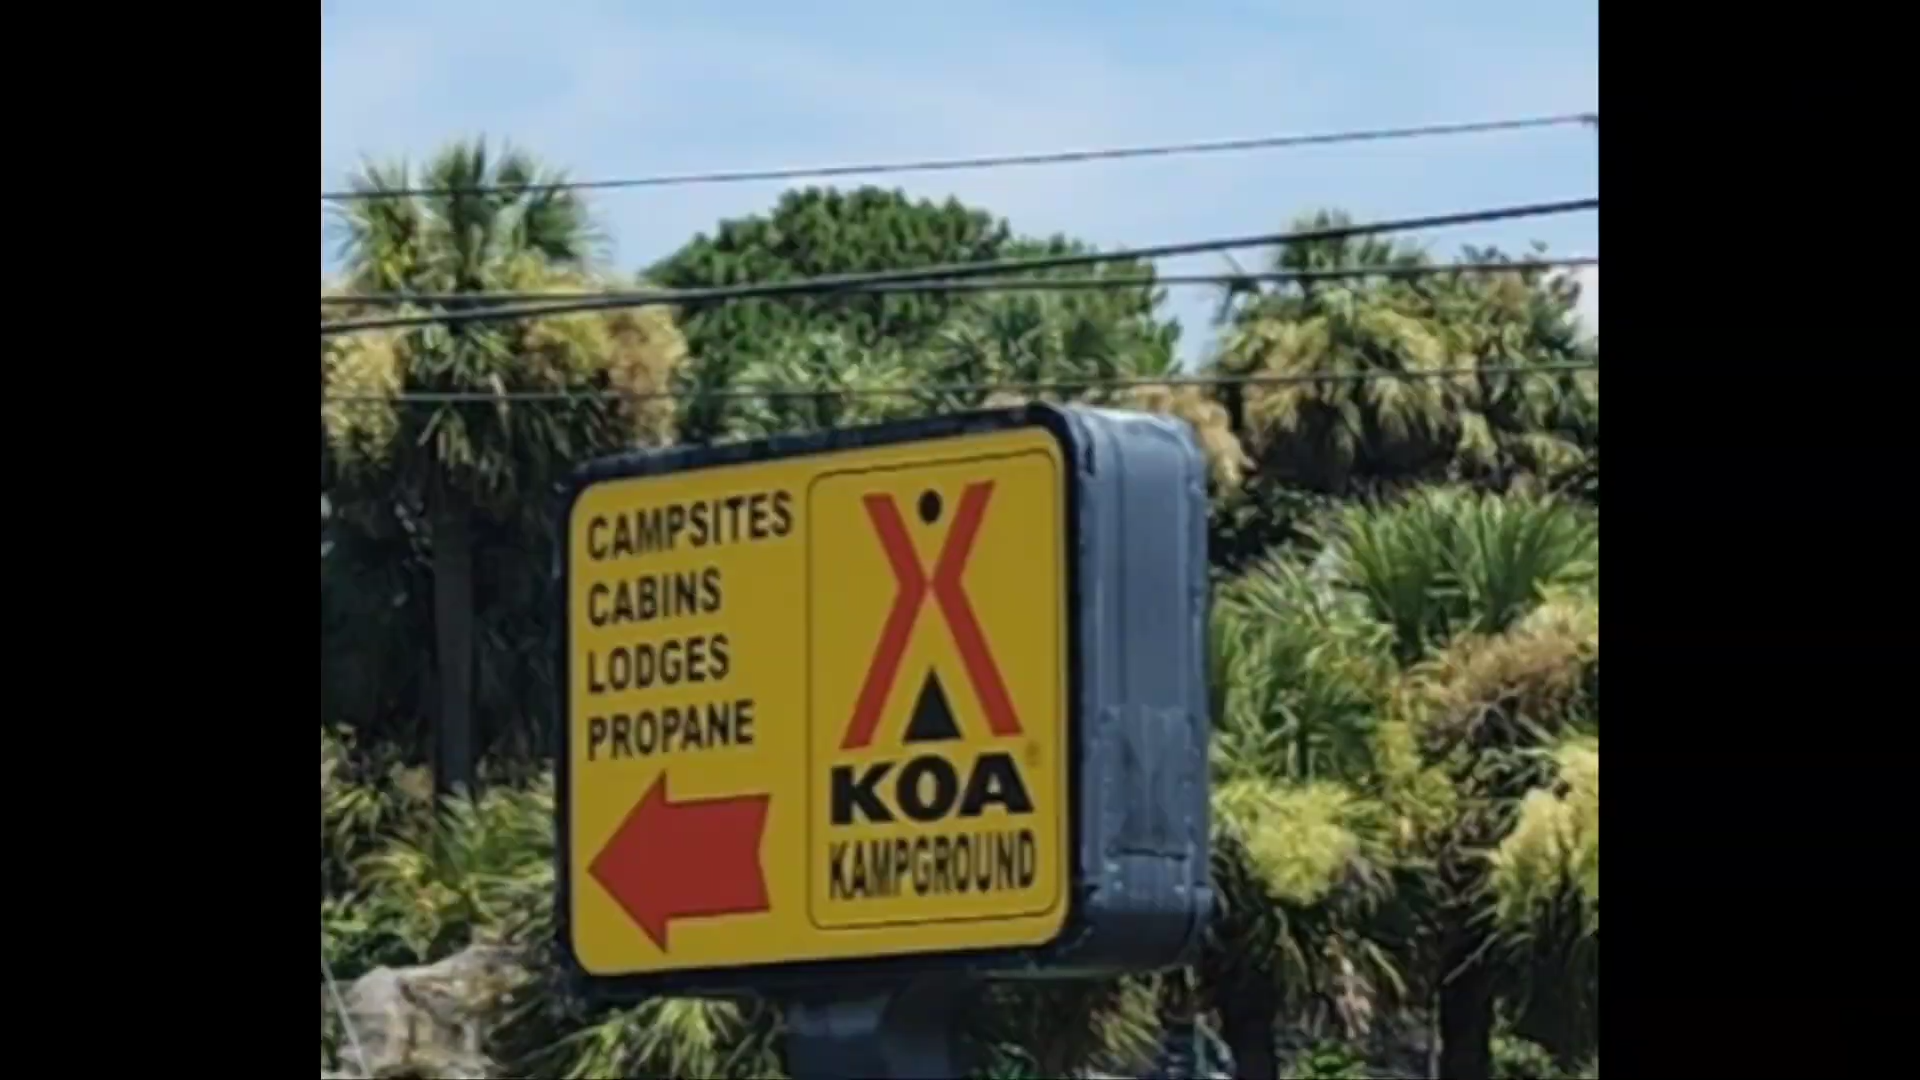 CAMPSITES
CABINS
LODGES
PROPANE
KOA®
KAMPGROUND